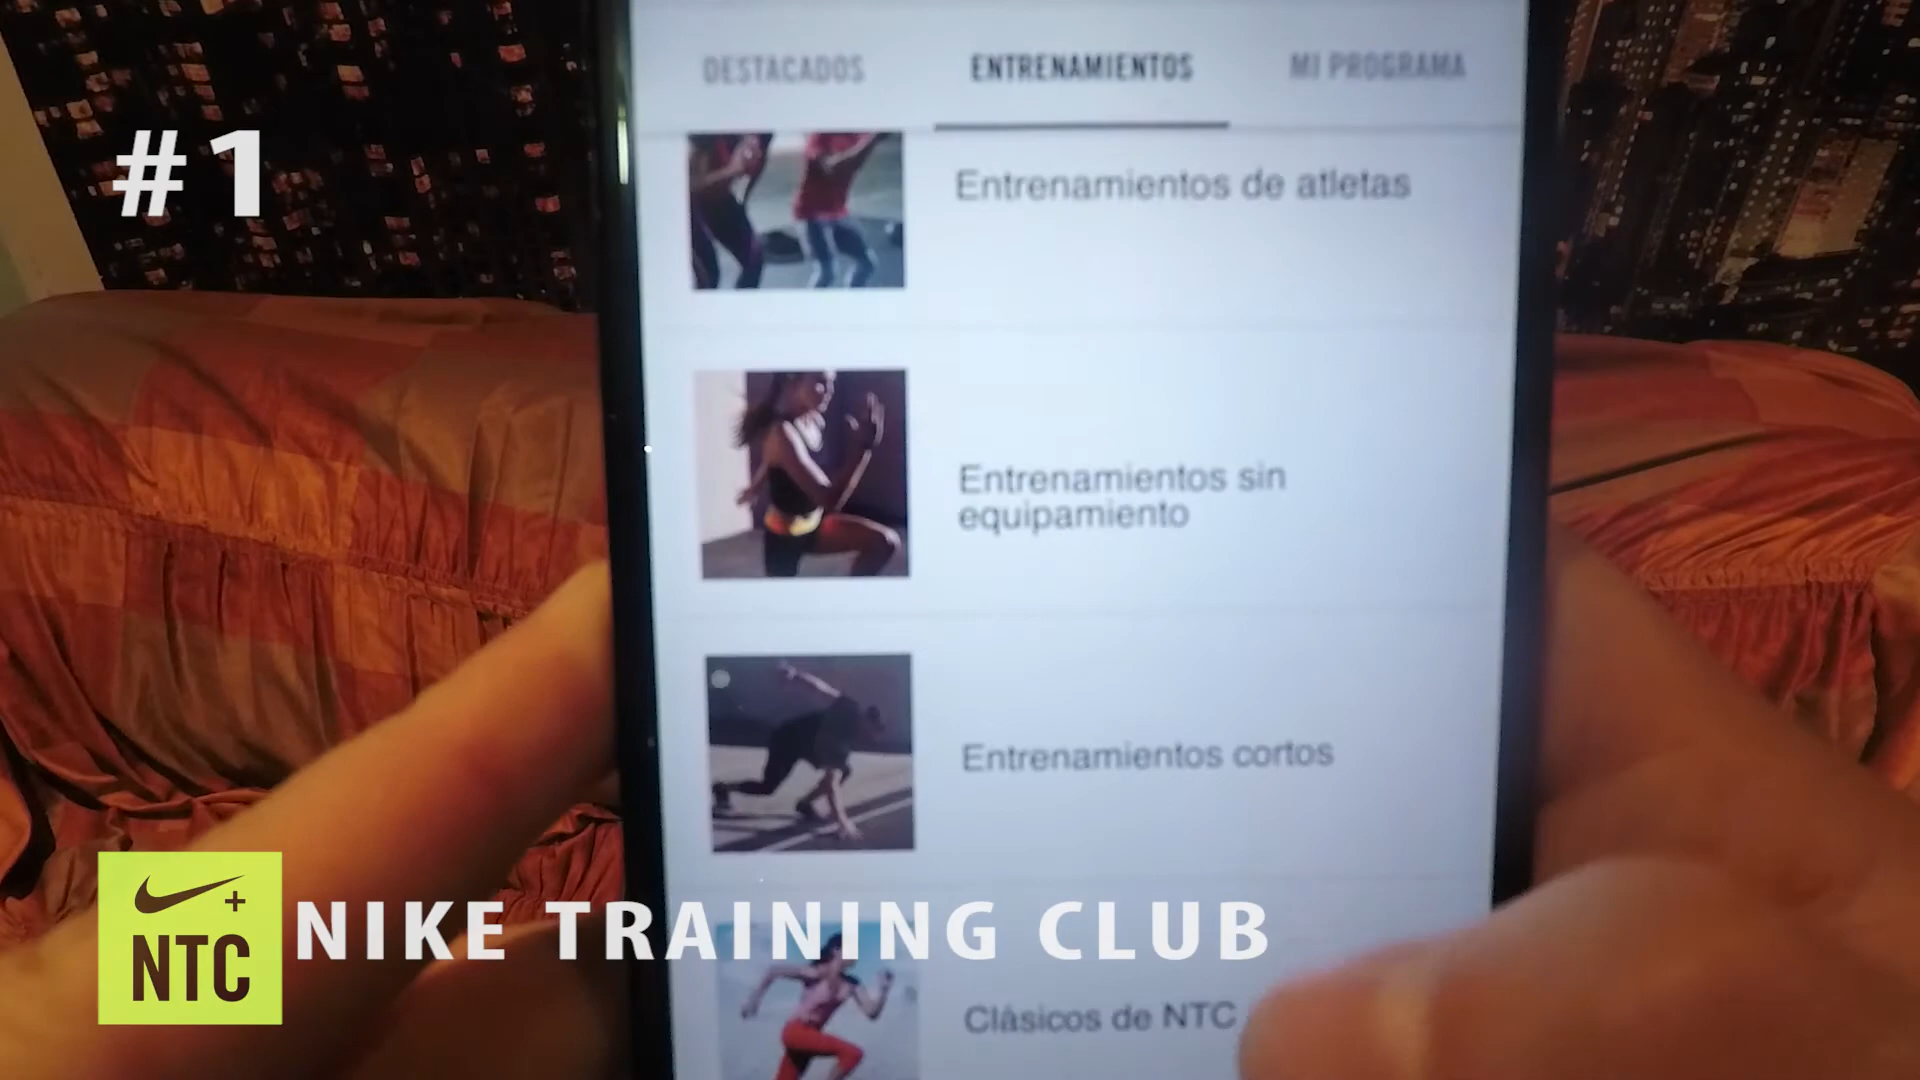 DESTACADOS ENTRENAMIENTOS MI PROGRAMA
#1
Entrenamientos de atletas
Entrenamientos sin
equipamiento
Entrenamientos cortos
+
NTC
NIKE TRAINING CLUB
Clásicos de NTC